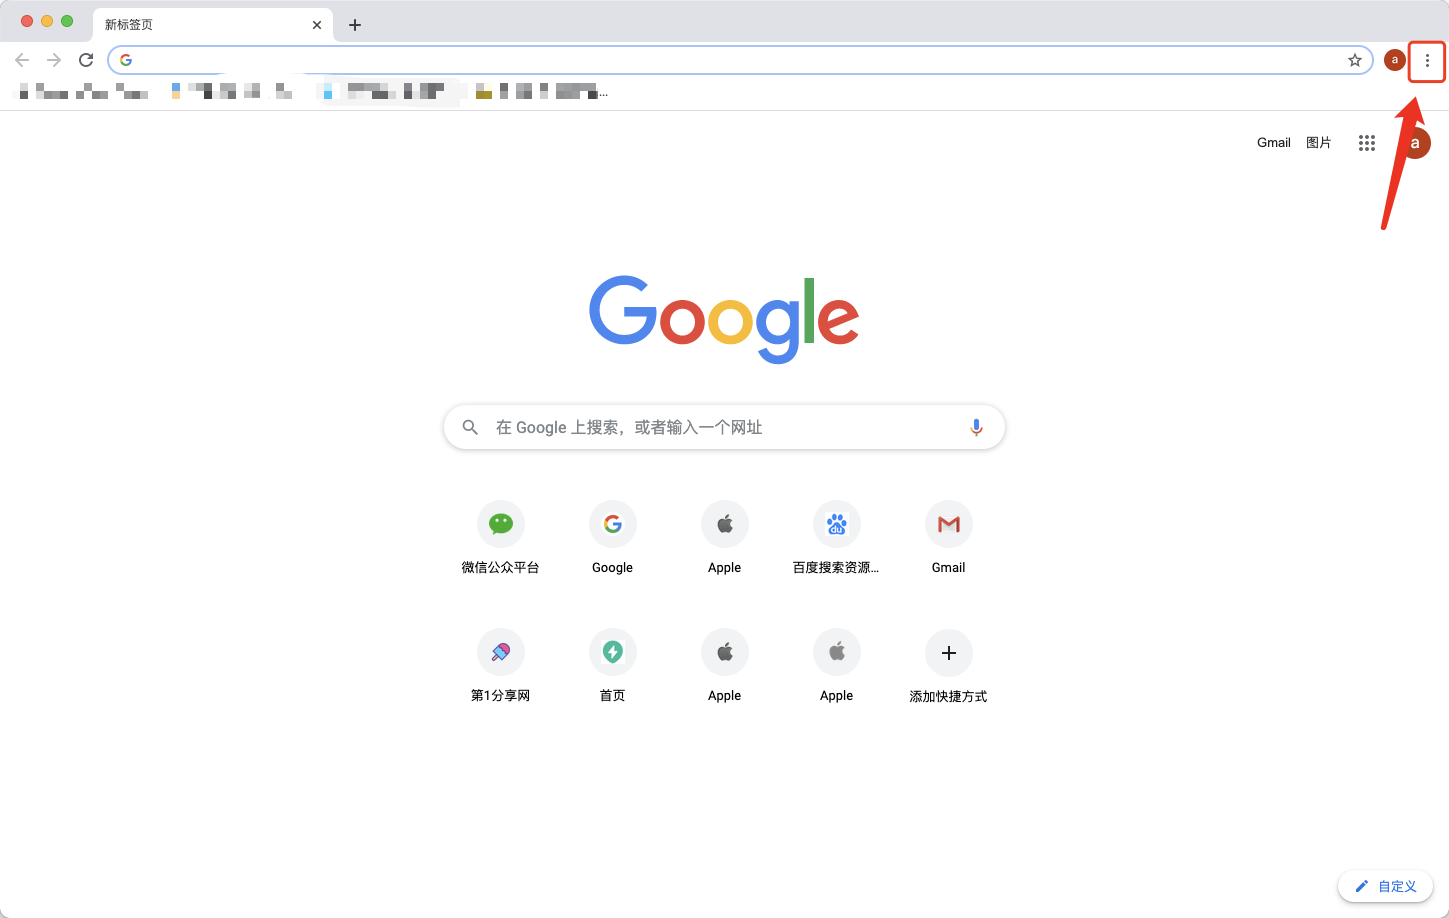 新标签页
a
...
Gmail 图片
a
Google
在 Google 上搜索，或者输入一个网址
微信公众平台 Google Apple 百度搜索资源... Gmail
第1分享网 首页 Apple Apple 添加快捷方式
自定义